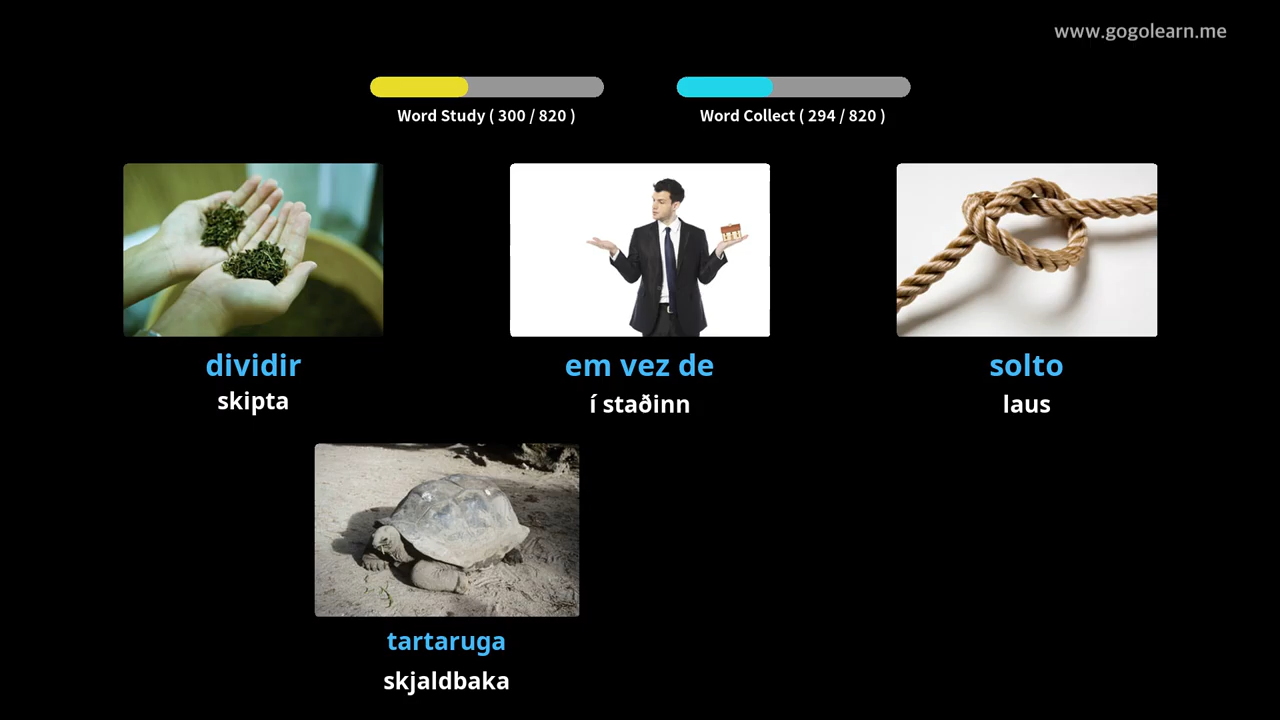 www.gogolearn.me
Word Study ( 300 / 820 )
Word Collect ( 294 / 820 )
dividir
skipta
em vez de
í staðinn
solto
laus
tartaruga
skjaldbaka